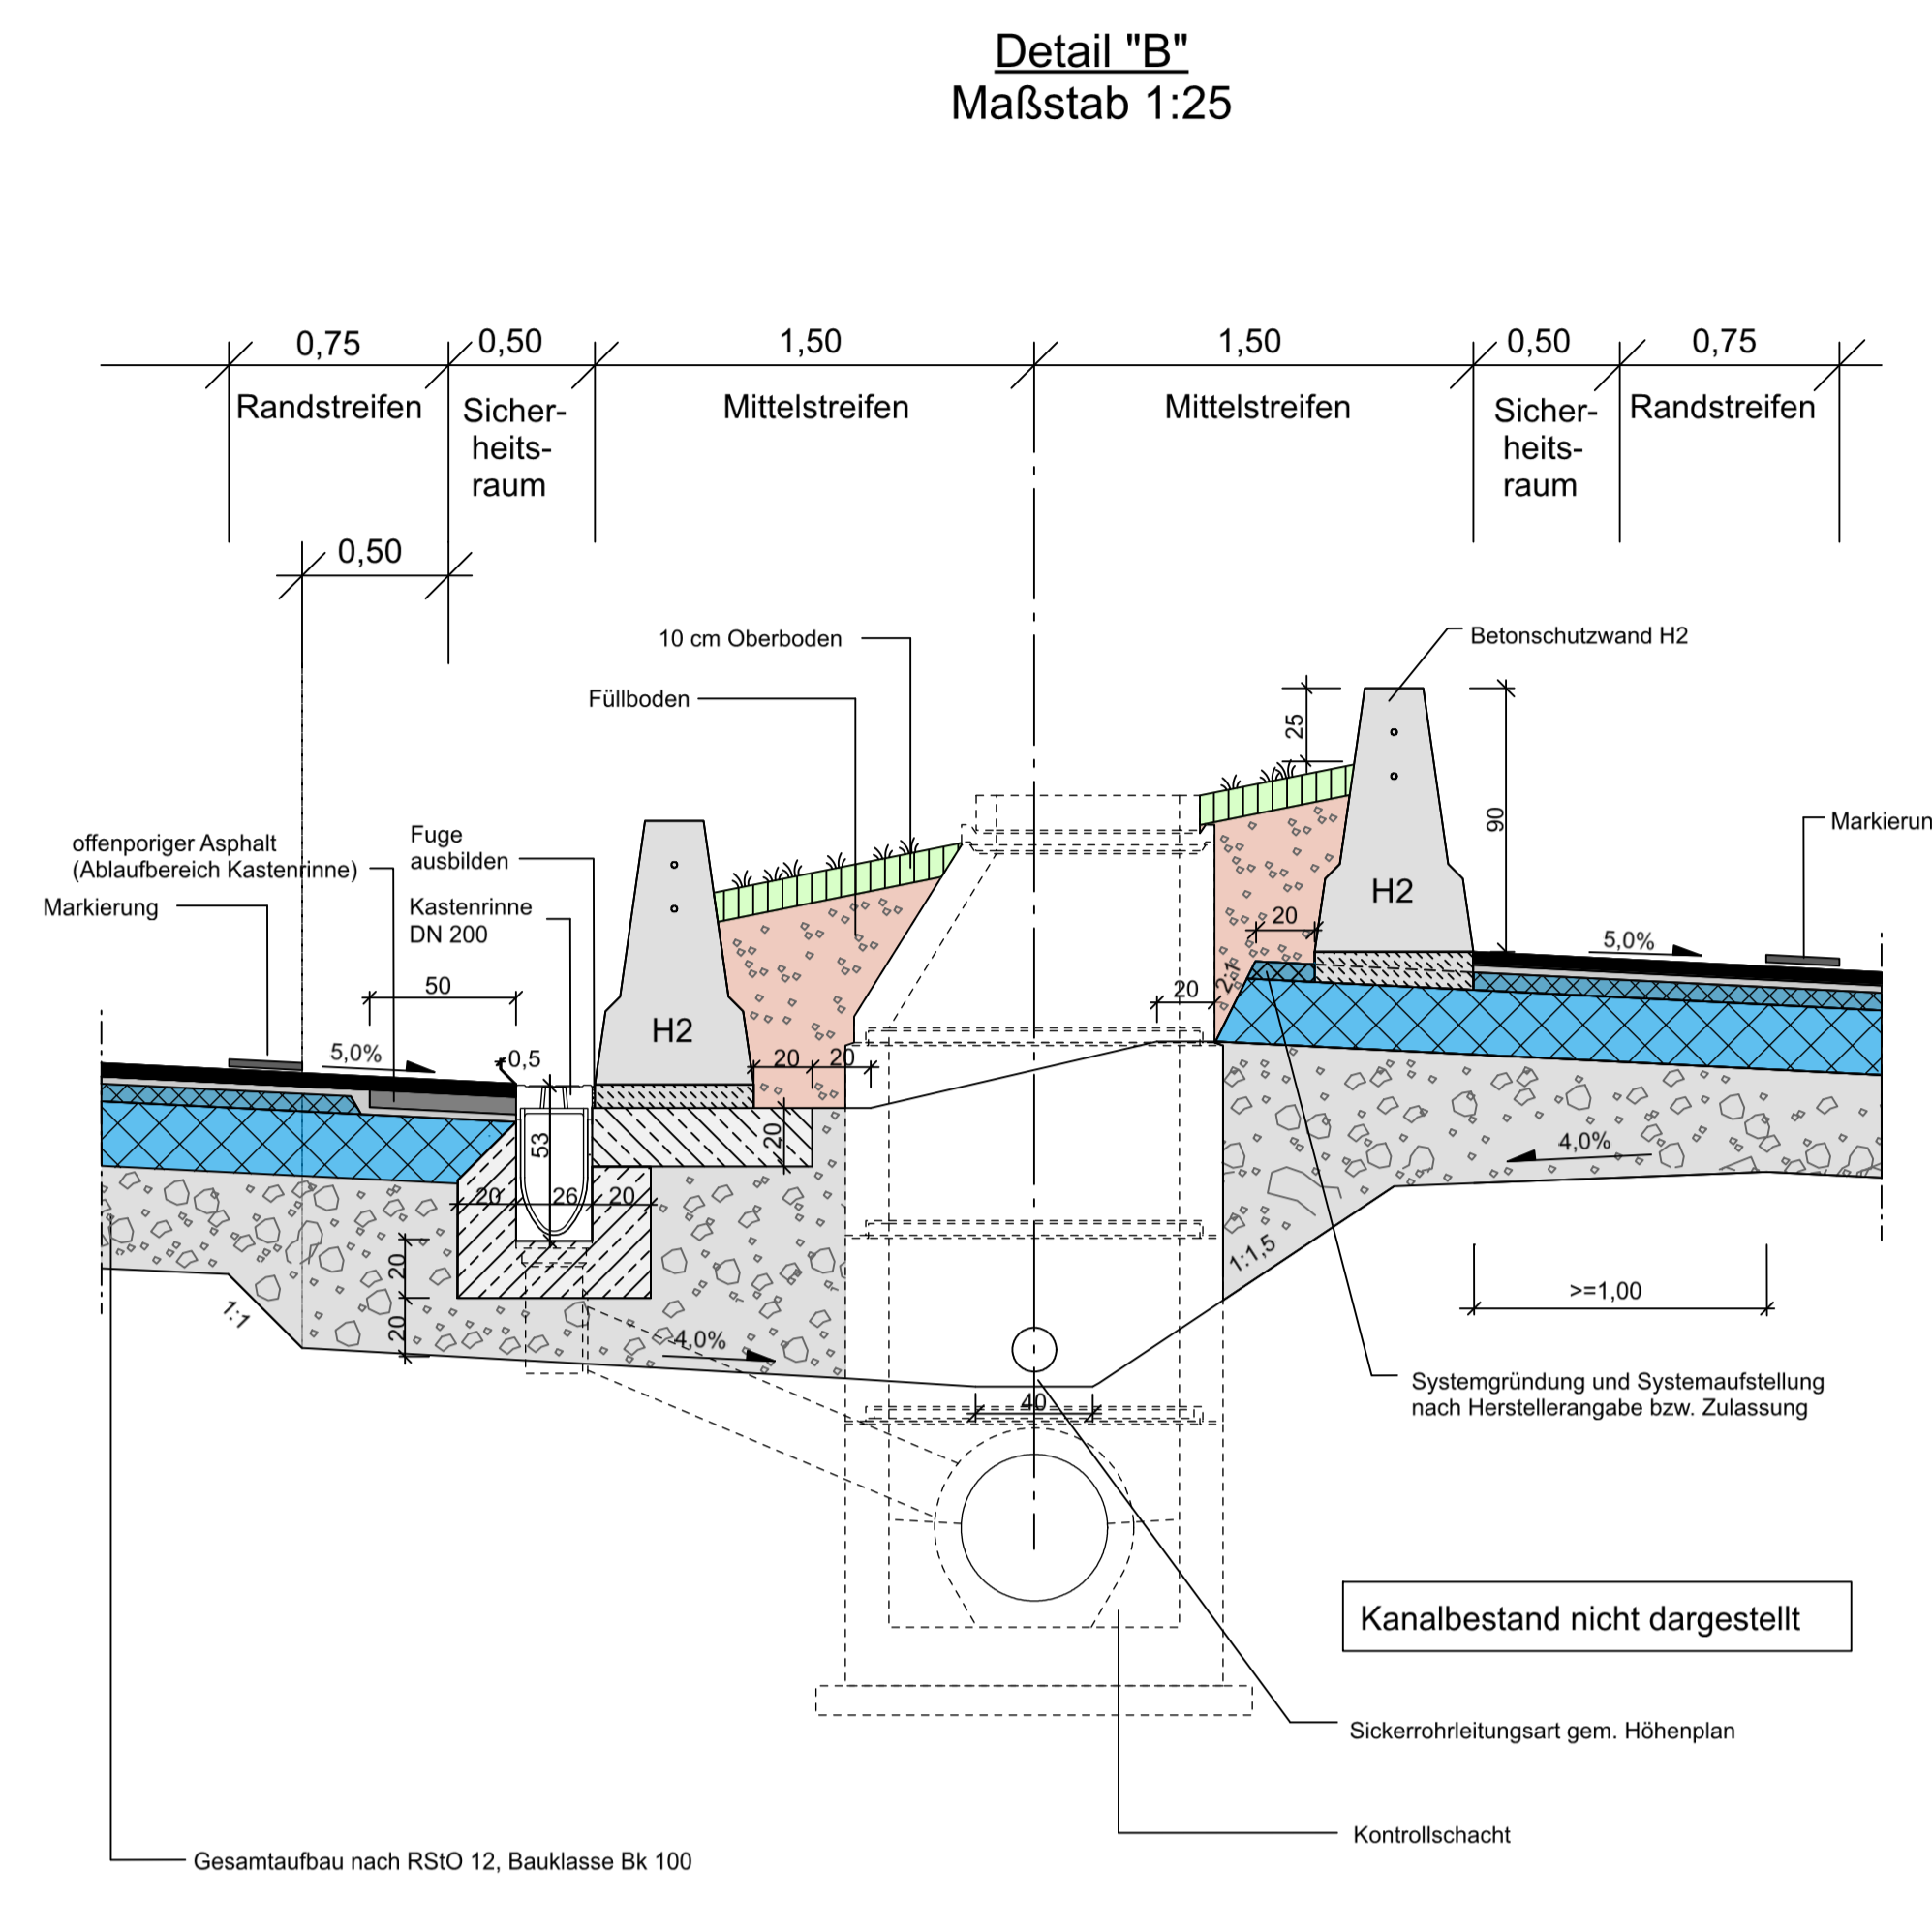 Detail "B"
Maßstab 1:25
0,75
0,50
1,50
1,50
0,50
0,75
Randstreifen
Sicher-
heits-
raum
Mittelstreifen
Mittelstreifen
Sicher-
heits-
raum
Randstreifen
0,50
10 cm Oberboden
Füllboden
Betonschutzwand H2
25
90
offenporiger Asphalt
(Ablaufbereich Kastenrinne)
Markierung
Fuge
ausbilden
Kastenrinne
DN 200
50
5,0%
-0,5
H2
20
20
20
53
20
26
20
20
20
1:1
4,0%
40
H2
20
20
2:1
5,0%
Markierun
4,0%
1:1,5
>=1,00
Systemgründung und Systemaufstellung
nach Herstellerangabe bzw. Zulassung
Kanalbestand nicht dargestellt
Sickerrohrleitungsart gem. Höhenplan
Kontrollschacht
Gesamtaufbau nach RStO 12, Bauklasse Bk 100